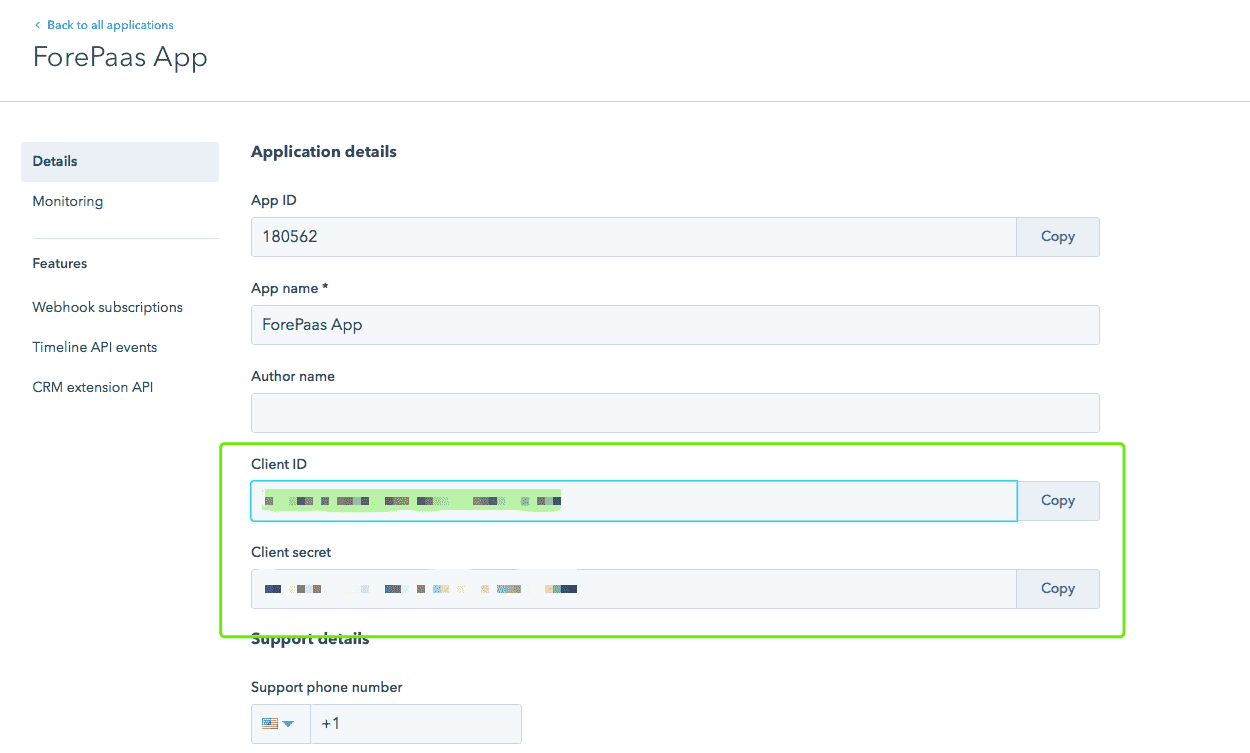 Back to all applications
ForePaas App
Details
Monitoring
Features
Webhook subscriptions
Timeline API events
CRM extension API
Application details
App ID
180562
Copy
App name *
ForePaas App
Author name
Client ID
Copy
Client secret
Copy
Support details
Support phone number
+1